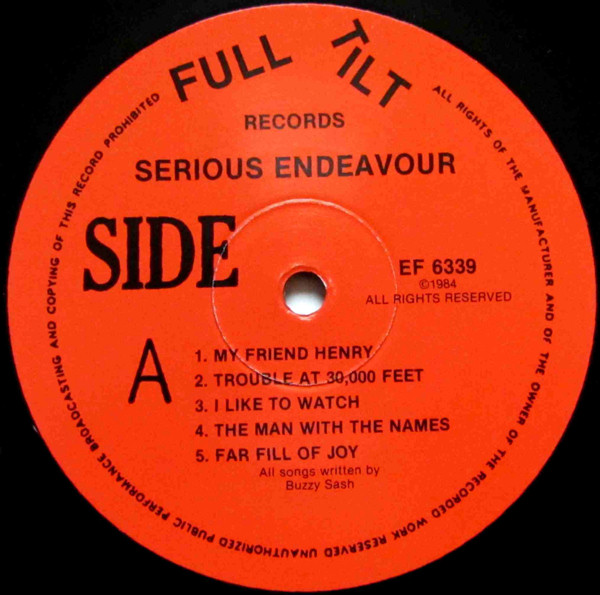 FULL TILT
RECORDS
SERIOUS ENDEAVOUR
SIDE
A
EF 6339
©1984
ALL RIGHTS RESERVED
1. MY FRIEND HENRY
2. TROUBLE AT 30,000 FEET
3. I LIKE TO WATCH
4. THE MAN WITH THE NAMES
5. FAR FILL OF JOY
All songs written by
Buzzy Sash
ALL RIGHTS OF THE MANUFACTURER AND OF THE OWNER OF THE RECORDED WORK RESERVED UNAUTHORIZED PUBLIC PERFORMANCE BROADCASTING AND COPYING OF THIS RECORD PROHIBITED